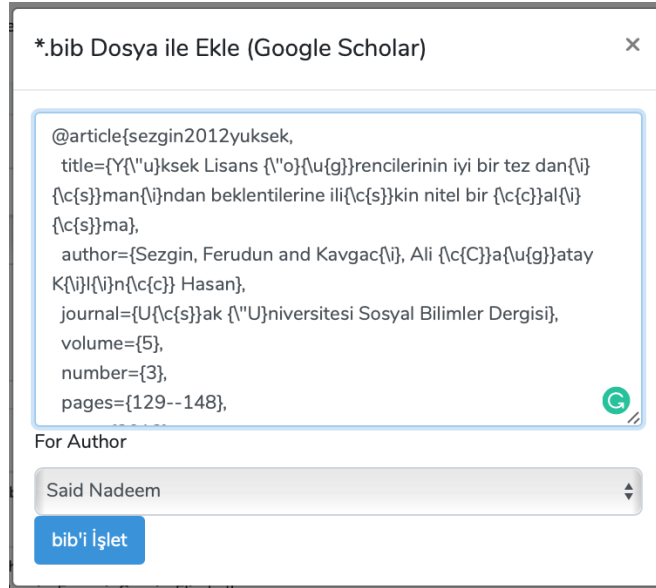 *.bib Dosya ile Ekle (Google Scholar)
×
@article{sezgin2012yuksek,
title={Y{\"u}ksek Lisans {\"o}{\u{g}}rencilerinin iyi bir tez dan{\i}
{\c{s}}man{\i}ndan beklentilerine ili{\c{s}}kin nitel bir {\c{c}}al{\i}
{\c{s}}ma},
author={Sezgin, Ferudun and Kavgac{\i}, Ali {\c{C}}a{\u{g}}atay
K{\i}l{\i}n{\c{c}} Hasan},
journal={U{\c{s}}ak {\"U}niversitesi Sosyal Bilimler Dergisi},
volume={5},
number={3},
pages={129--148},
For Author
Said Nadeem
bib'i İşlet